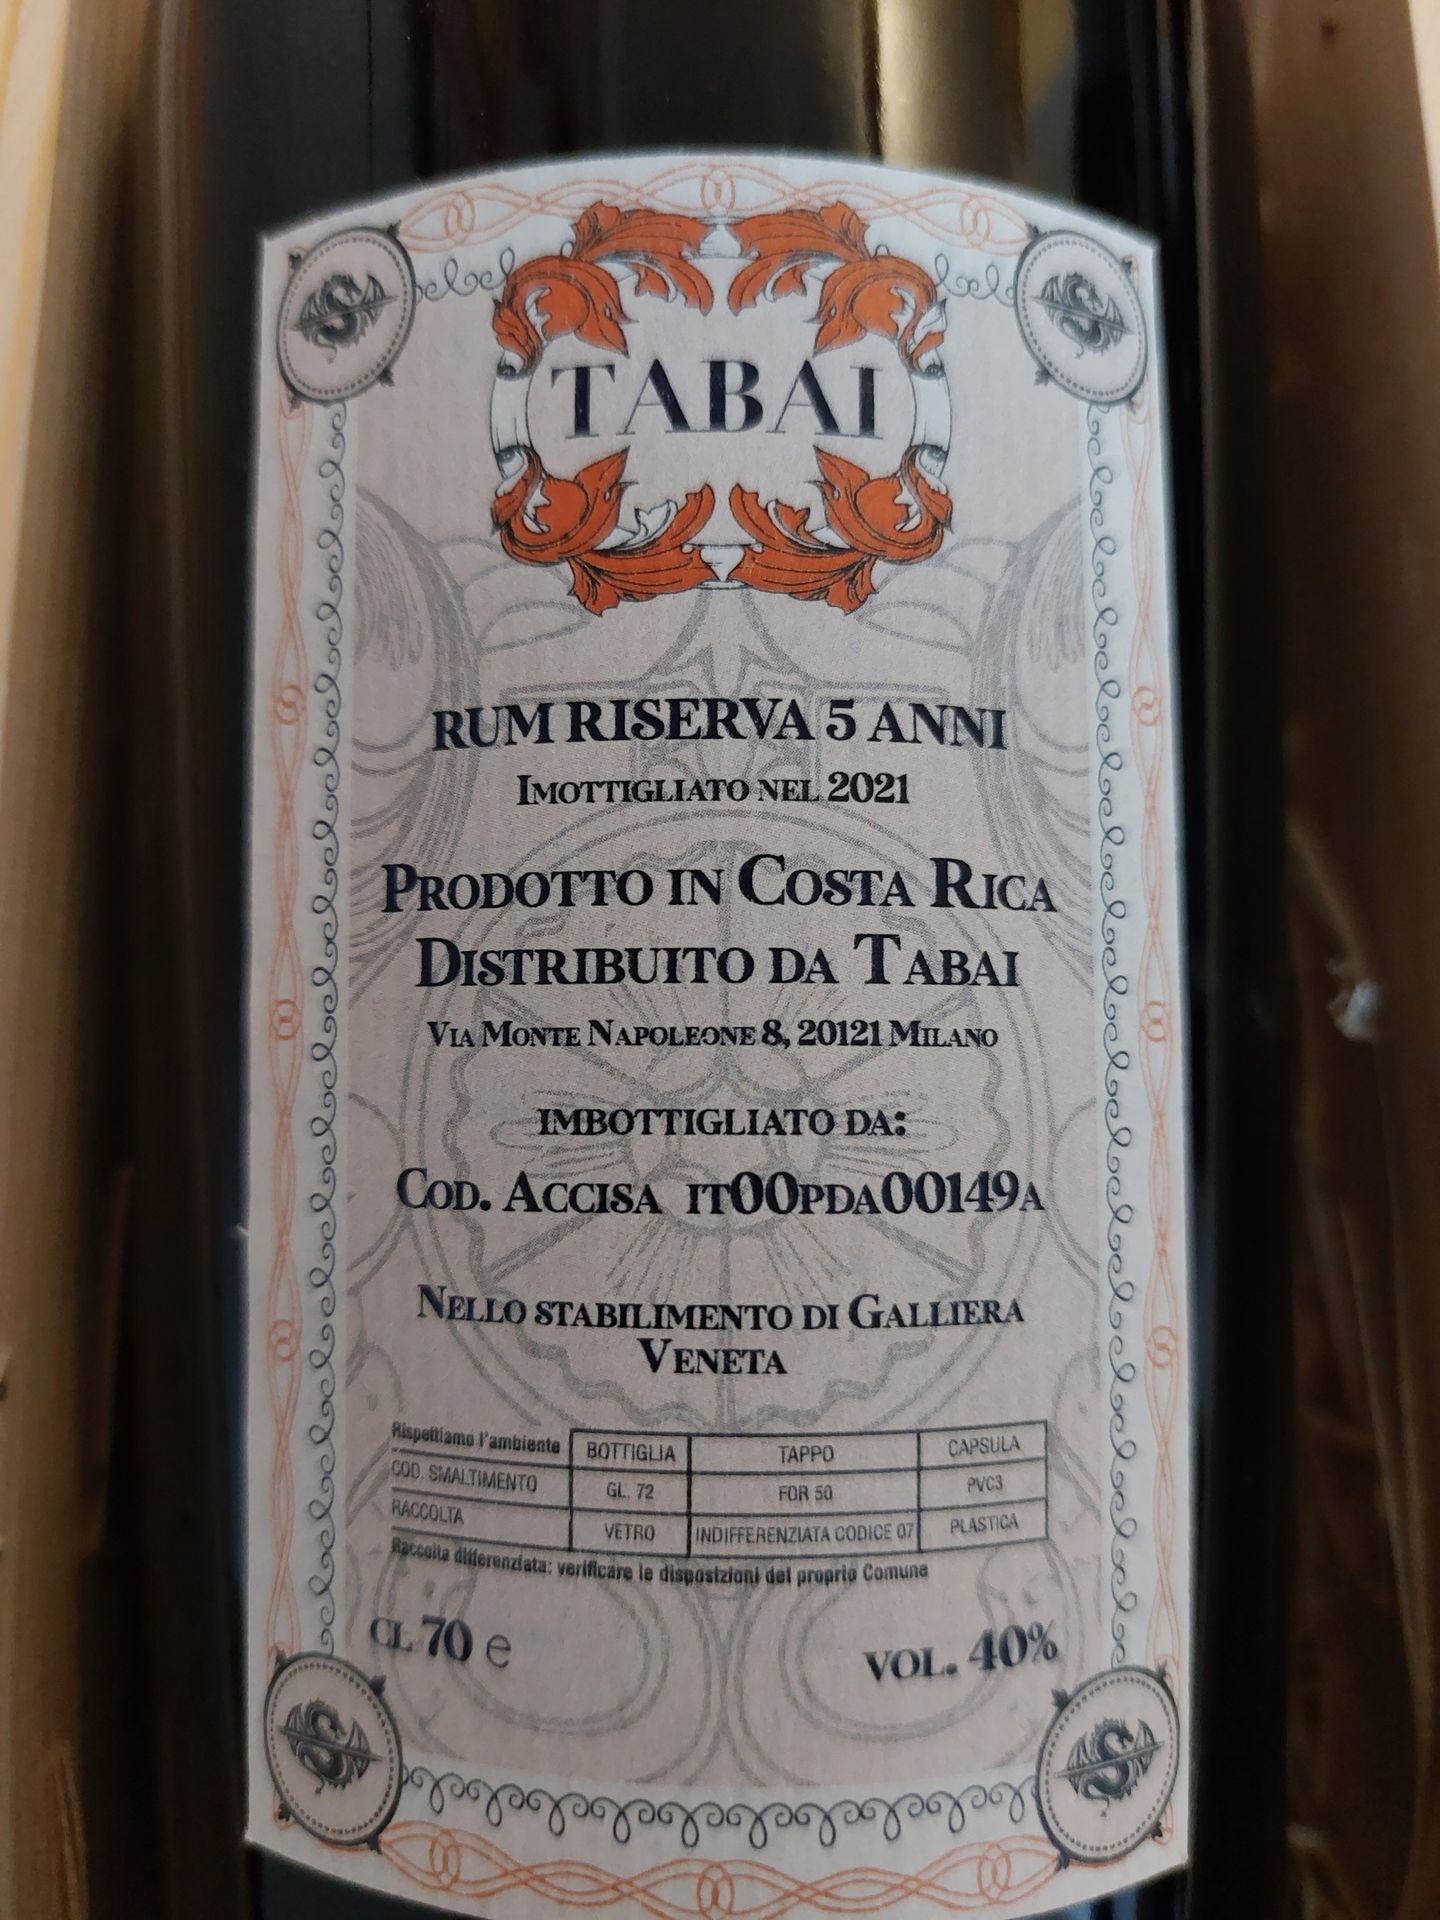 TABAI
RUM RISERVA 5 ANNI
IMOTTIGLIATO NEL 2021
PRODOTTO IN COSTA RICA
DISTRIBUITO DA TABAI
VIA MONTE NAPOLEONE 8, 20121 MILANO
IMBOTTIGLIATO DA:
COD. ACCISA IT00PDA00149A
NELLO STABILIMENTO DI GALLIERA
VENETA
Rispettiamo l'ambiente BOTTIGLIA TAPPO CAPSULA
COD. SMALTIMENTO GL. 72 FOR 50 PVC3
RACCOLTA VETRO INDIFFERENZIATA CODICE 07 PLASTICA
Raccolta differenziata: verificare le disposizioni del proprio Comune
CL 70 e VOL. 40%